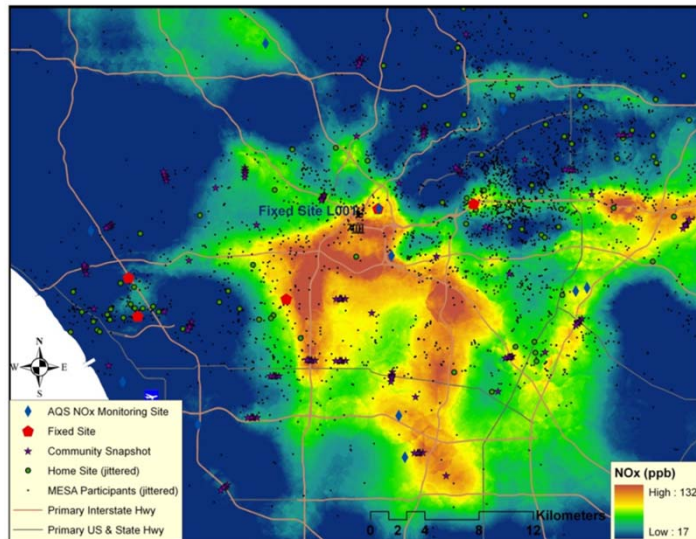 Fixed Site L001
N
W E
S
AQS NOx Monitoring Site
Fixed Site
Community Snapshot
Home Site (jittered)
MESA Participants (jittered)
Primary Interstate Hwy
Primary US & State Hwy
Kilometers
0 2 4 8 12
NOx (ppb)
High : 132
Low : 17